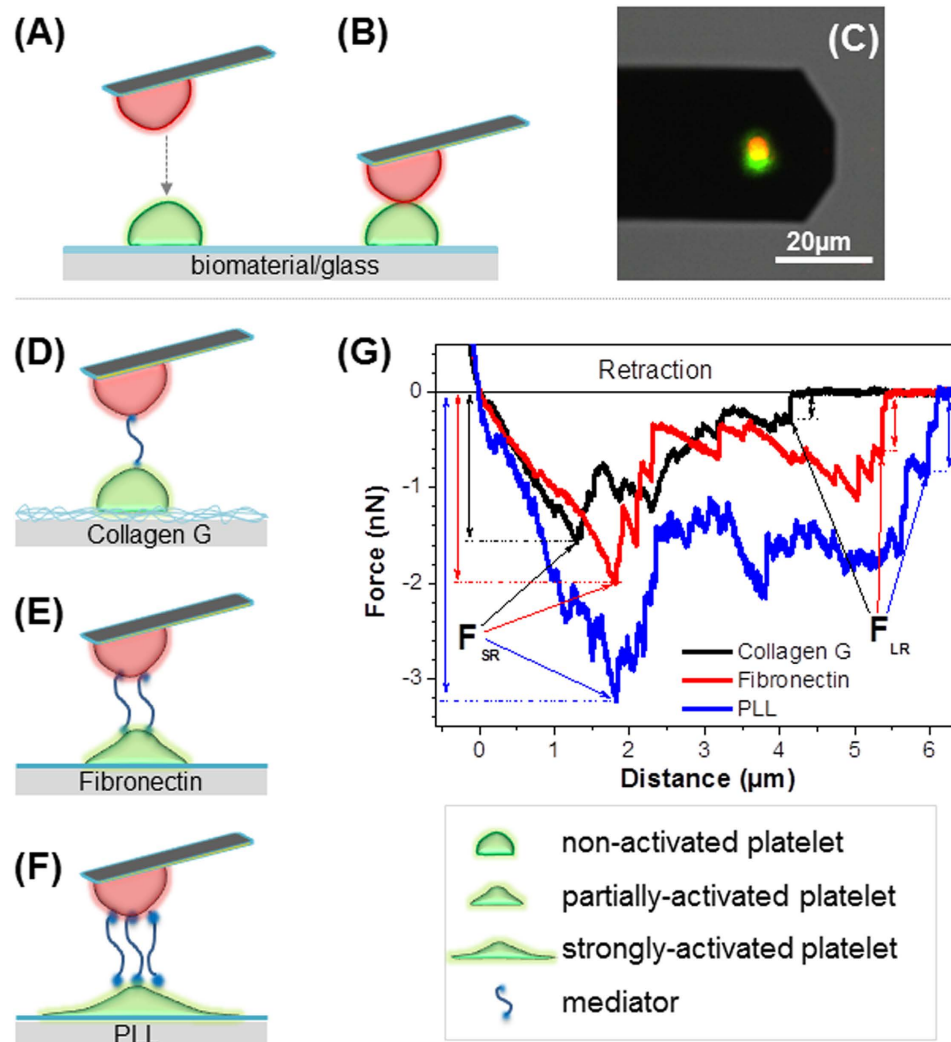 (A)
(B)
(C)
20µm
biomaterial/glass
(D)
Collagen G
(E)
Fibronectin
(F)
PLL
(G)
Retraction
0
-1
-2
-3
Force (nN)
F SR
F LR
Collagen G
Fibronectin
PLL
0 1 2 3 4 5 6
Distance (µm)
non-activated platelet
partially-activated platelet
strongly-activated platelet
mediator